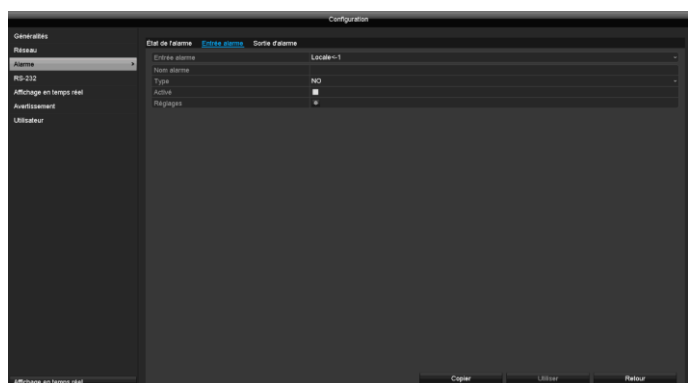 Configuration
Généralités
Réseau
Alarme
RS-232
Affichage en temps réel
Avertissement
Utilisateur
Etat de l'alarme Entrée alarme Sortie d'alarme
Entrée alarme Locale<-1
Nom alarme
Type NO
Activé
Réglages
Affichage en temps réel
Copier Utiliser Retour